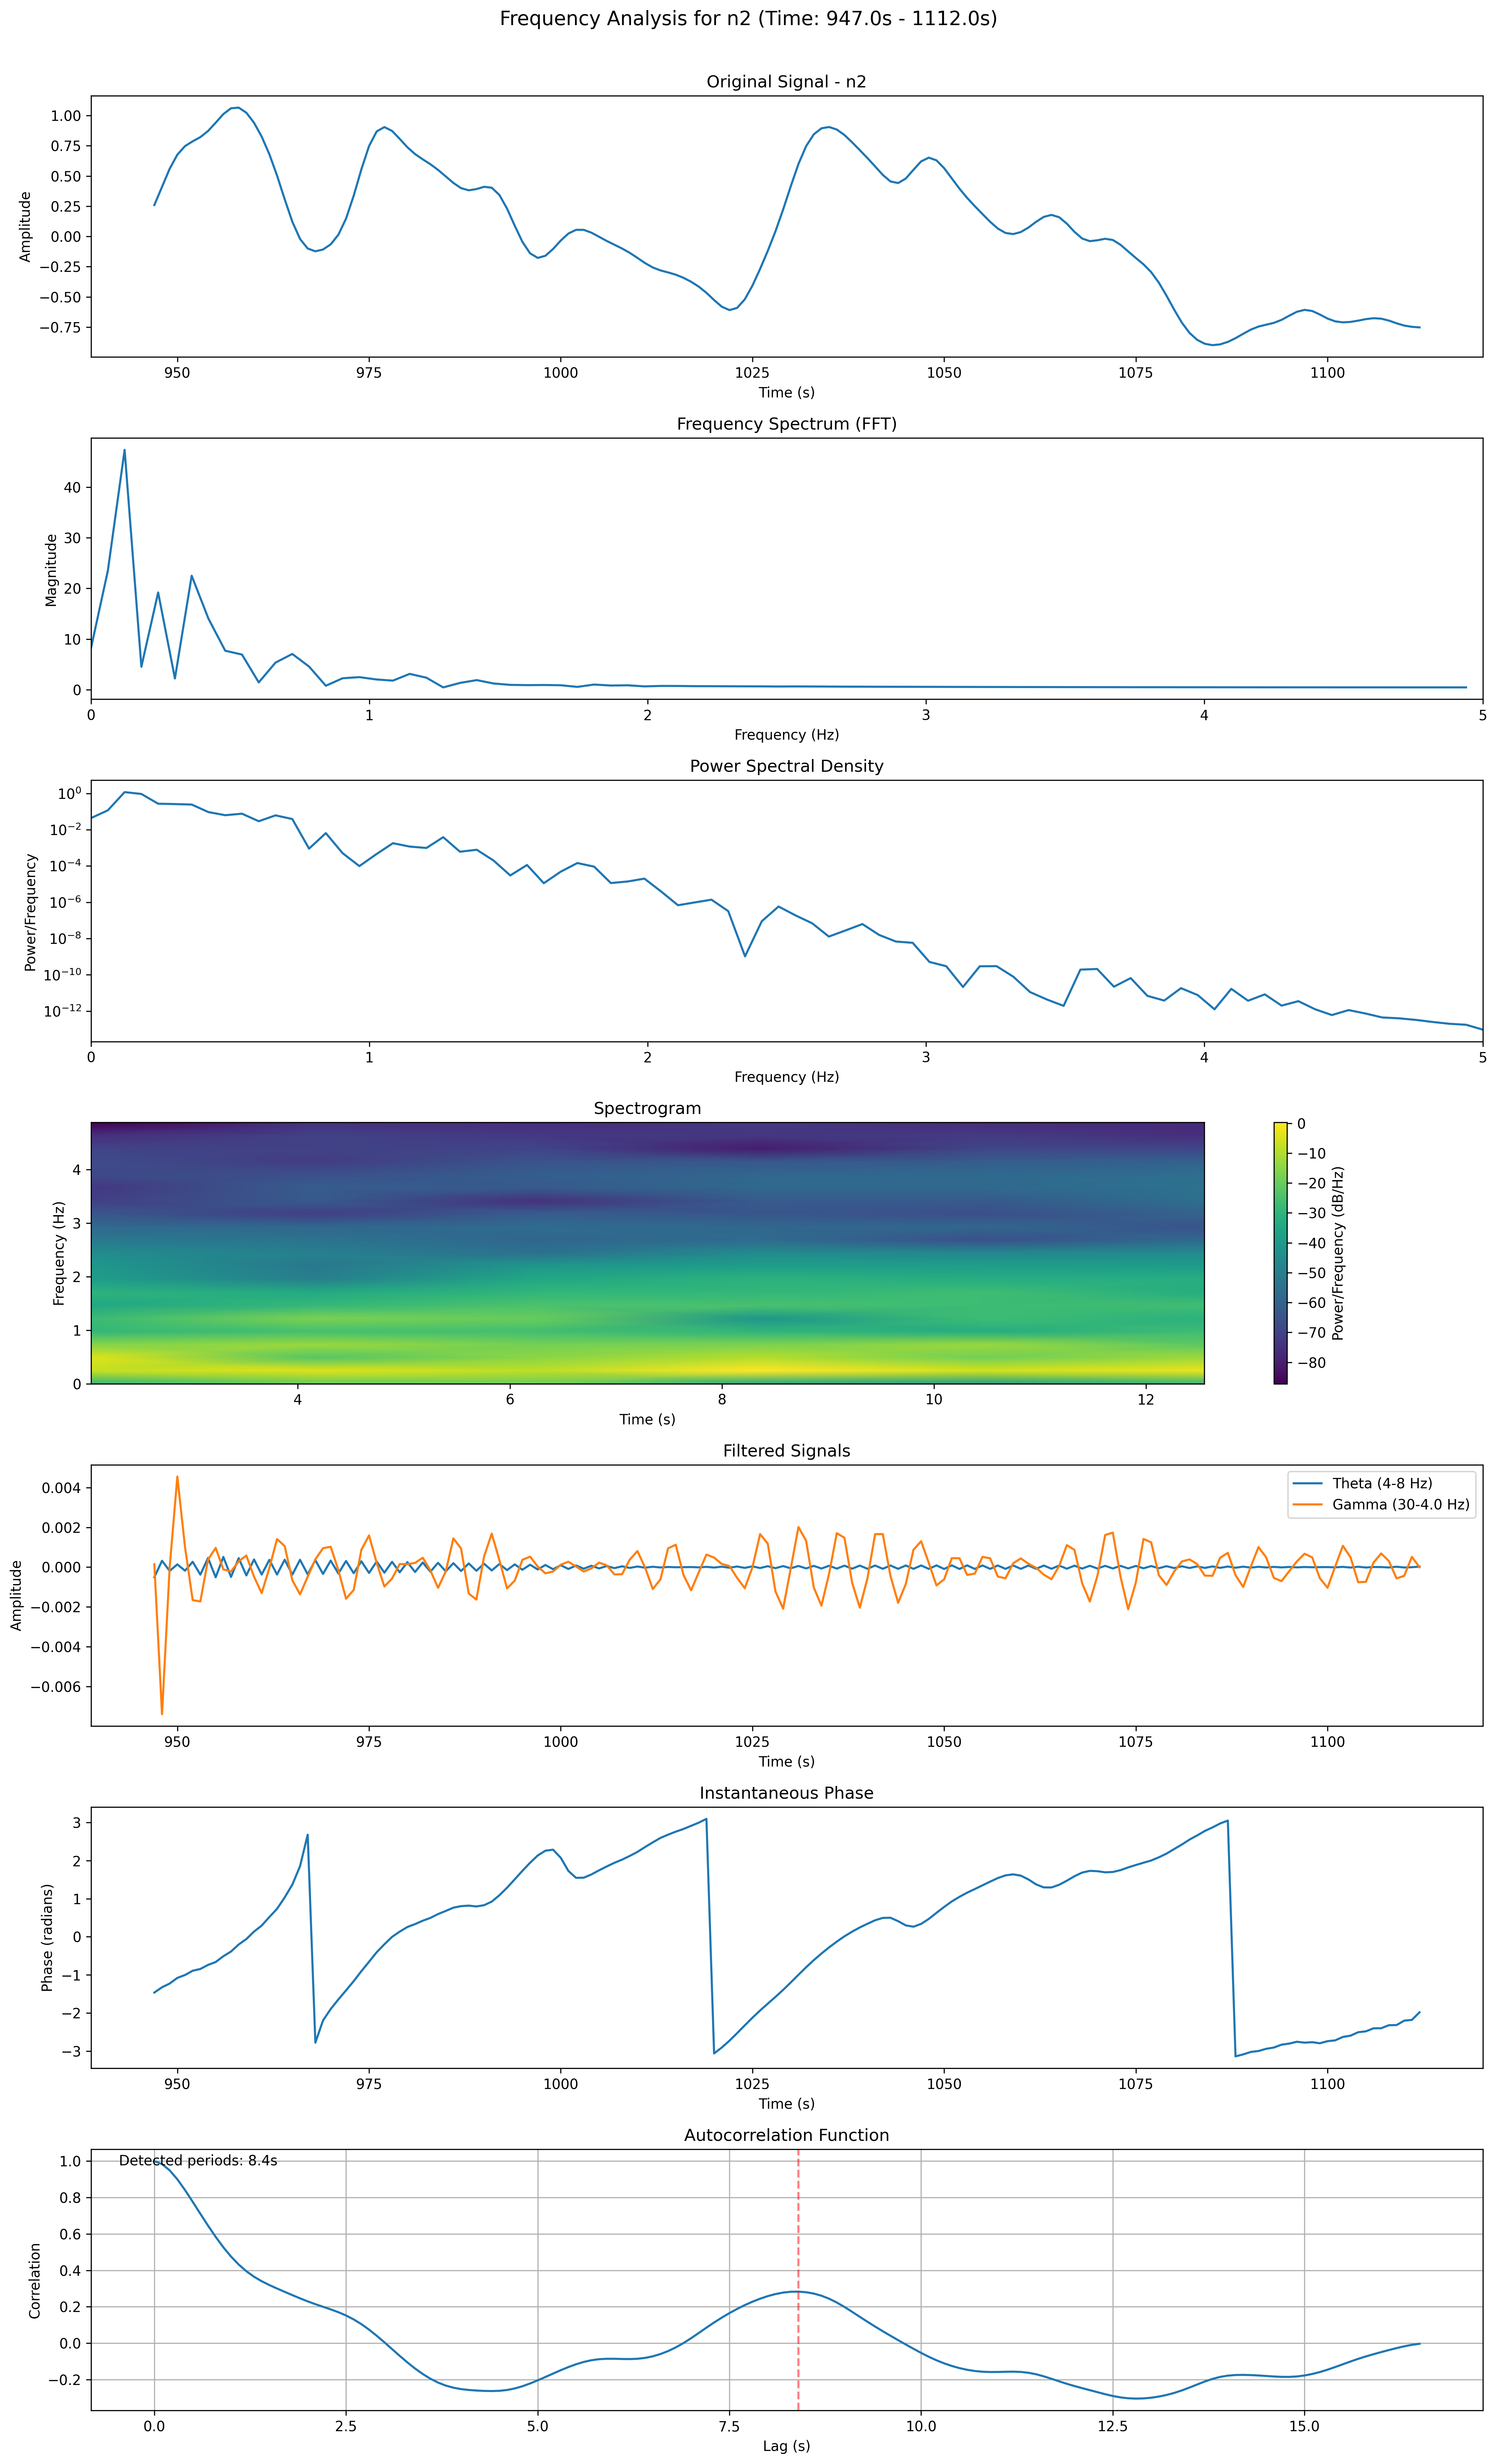 Frequency Analysis for n2 (Time: 947.0s - 1112.0s)
Original Signal - n2
1.00
0.75
0.50
0.25
0.00
−0.25
−0.50
−0.75
Amplitude
950 975 1000 1025 1050 1075 1100
Time (s)
Frequency Spectrum (FFT)
40
30
20
10
0
Magnitude
0 1 2 3 4 5
Frequency (Hz)
Power Spectral Density
10⁰
10⁻²
10⁻⁴
10⁻⁶
10⁻⁸
10⁻¹⁰
10⁻¹²
Power/Frequency
0 1 2 3 4 5
Frequency (Hz)
Spectrogram
4
3
2
1
0
Frequency (Hz)
4 6 8 10 12
Time (s)
0
−10
−20
−30
−40
−50
−60
−70
−80
Power/Frequency (dB/Hz)
Filtered Signals
0.004
0.002
0.000
−0.002
−0.004
−0.006
Amplitude
Theta (4-8 Hz)
Gamma (30-4.0 Hz)
950 975 1000 1025 1050 1075 1100
Time (s)
Instantaneous Phase
3
2
1
0
−1
−2
−3
Phase (radians)
950 975 1000 1025 1050 1075 1100
Time (s)
Autocorrelation Function
Detected periods: 8.4s
1.0
0.8
0.6
0.4
0.2
0.0
−0.2
Correlation
0.0 2.5 5.0 7.5 10.0 12.5 15.0
Lag (s)